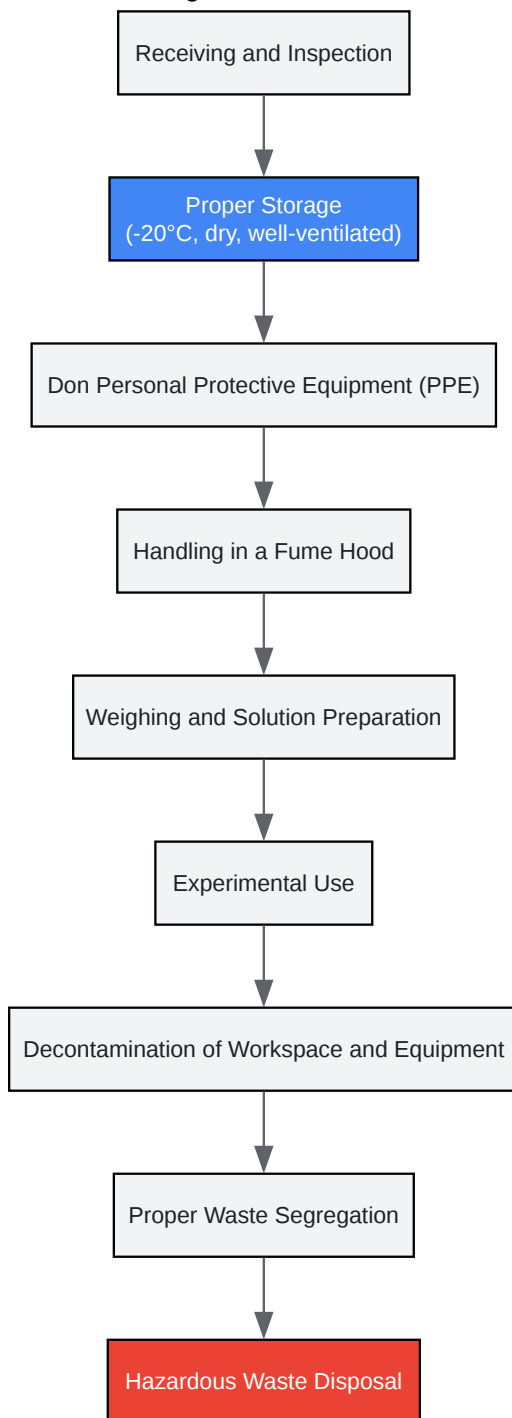 Receiving and Inspection
Proper Storage
(-20°C, dry, well-ventilated)
Don Personal Protective Equipment (PPE)
Handling in a Fume Hood
Weighing and Solution Preparation
Experimental Use
Decontamination of Workspace and Equipment
Proper Waste Segregation
Hazardous Waste Disposal